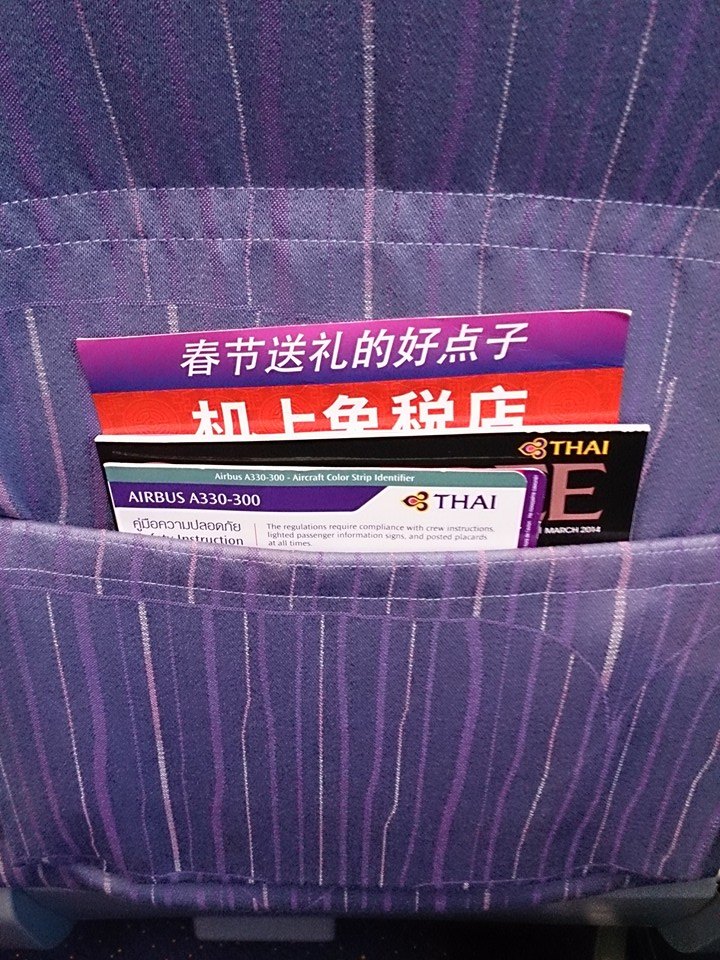 春节送礼的好点子
机上免税店
THAI
E
MARCH 2014
Airbus A330-300 - Aircraft Color Strip Identifier
AIRBUS A330-300
THAI
คู่มือความปลอดภัย
Safety Instruction
The regulations require compliance with crew instructions,
lighted passenger information signs, and posted placards
at all times.